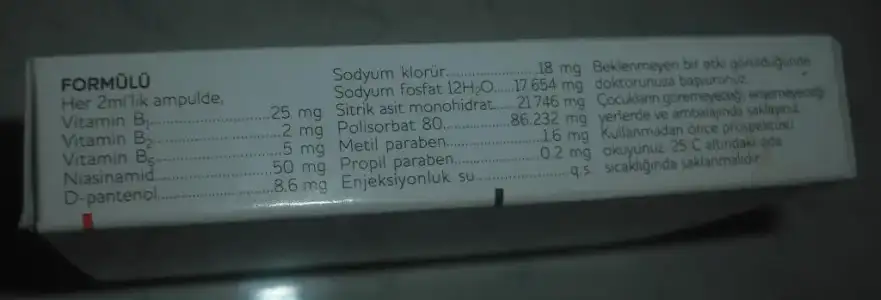 FORMÜLÜ
Her 2ml'lik ampulde,
Vitamin B₁..............................25 mg
Vitamin B₂..............................2 mg
Vitamin B₆..............................5 mg
Niasinamid..............................50 mg
D-pantenol..............................8.6 mg
Sodyum klorür........................18 mg
Sodyum fosfat 12H₂O.....17.654 mg
Sitrik asit monohidrat.....21.746 mg
Polisorbat 80..................86.232 mg
Metil paraben.........................1.6 mg
Propil paraben........................0.2 mg
Enjeksiyonluk su.....................q.s.
Beklenmeyen bir etki görüldüğünde
doktorunuza başvurunuz.
Çocukların göremeyeceği, erişemeyeceği
yerlerde ve ambalajında saklayınız.
Kullanmadan önce prospektüsü
okuyunuz. 25°C altındaki oda
sıcaklığında saklanmalıdır.